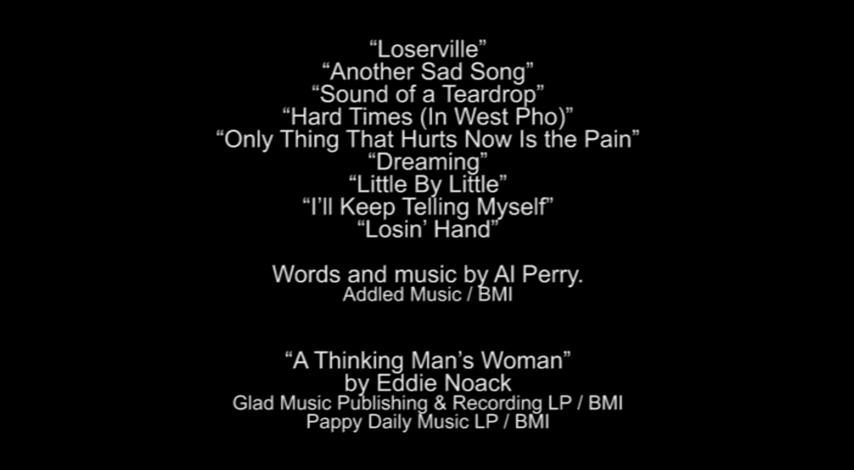 “Loserville”
“Another Sad Song”
“Sound of a Teardrop”
“Hard Times (In West Pho)”
“Only Thing That Hurts Now Is the Pain”
“Dreaming”
“Little By Little”
“I’ll Keep Telling Myself”
“Losin’ Hand”
Words and music by Al Perry.
Addled Music / BMI
“A Thinking Man’s Woman”
by Eddie Noack
Glad Music Publishing & Recording LP / BMI
Pappy Daily Music LP / BMI